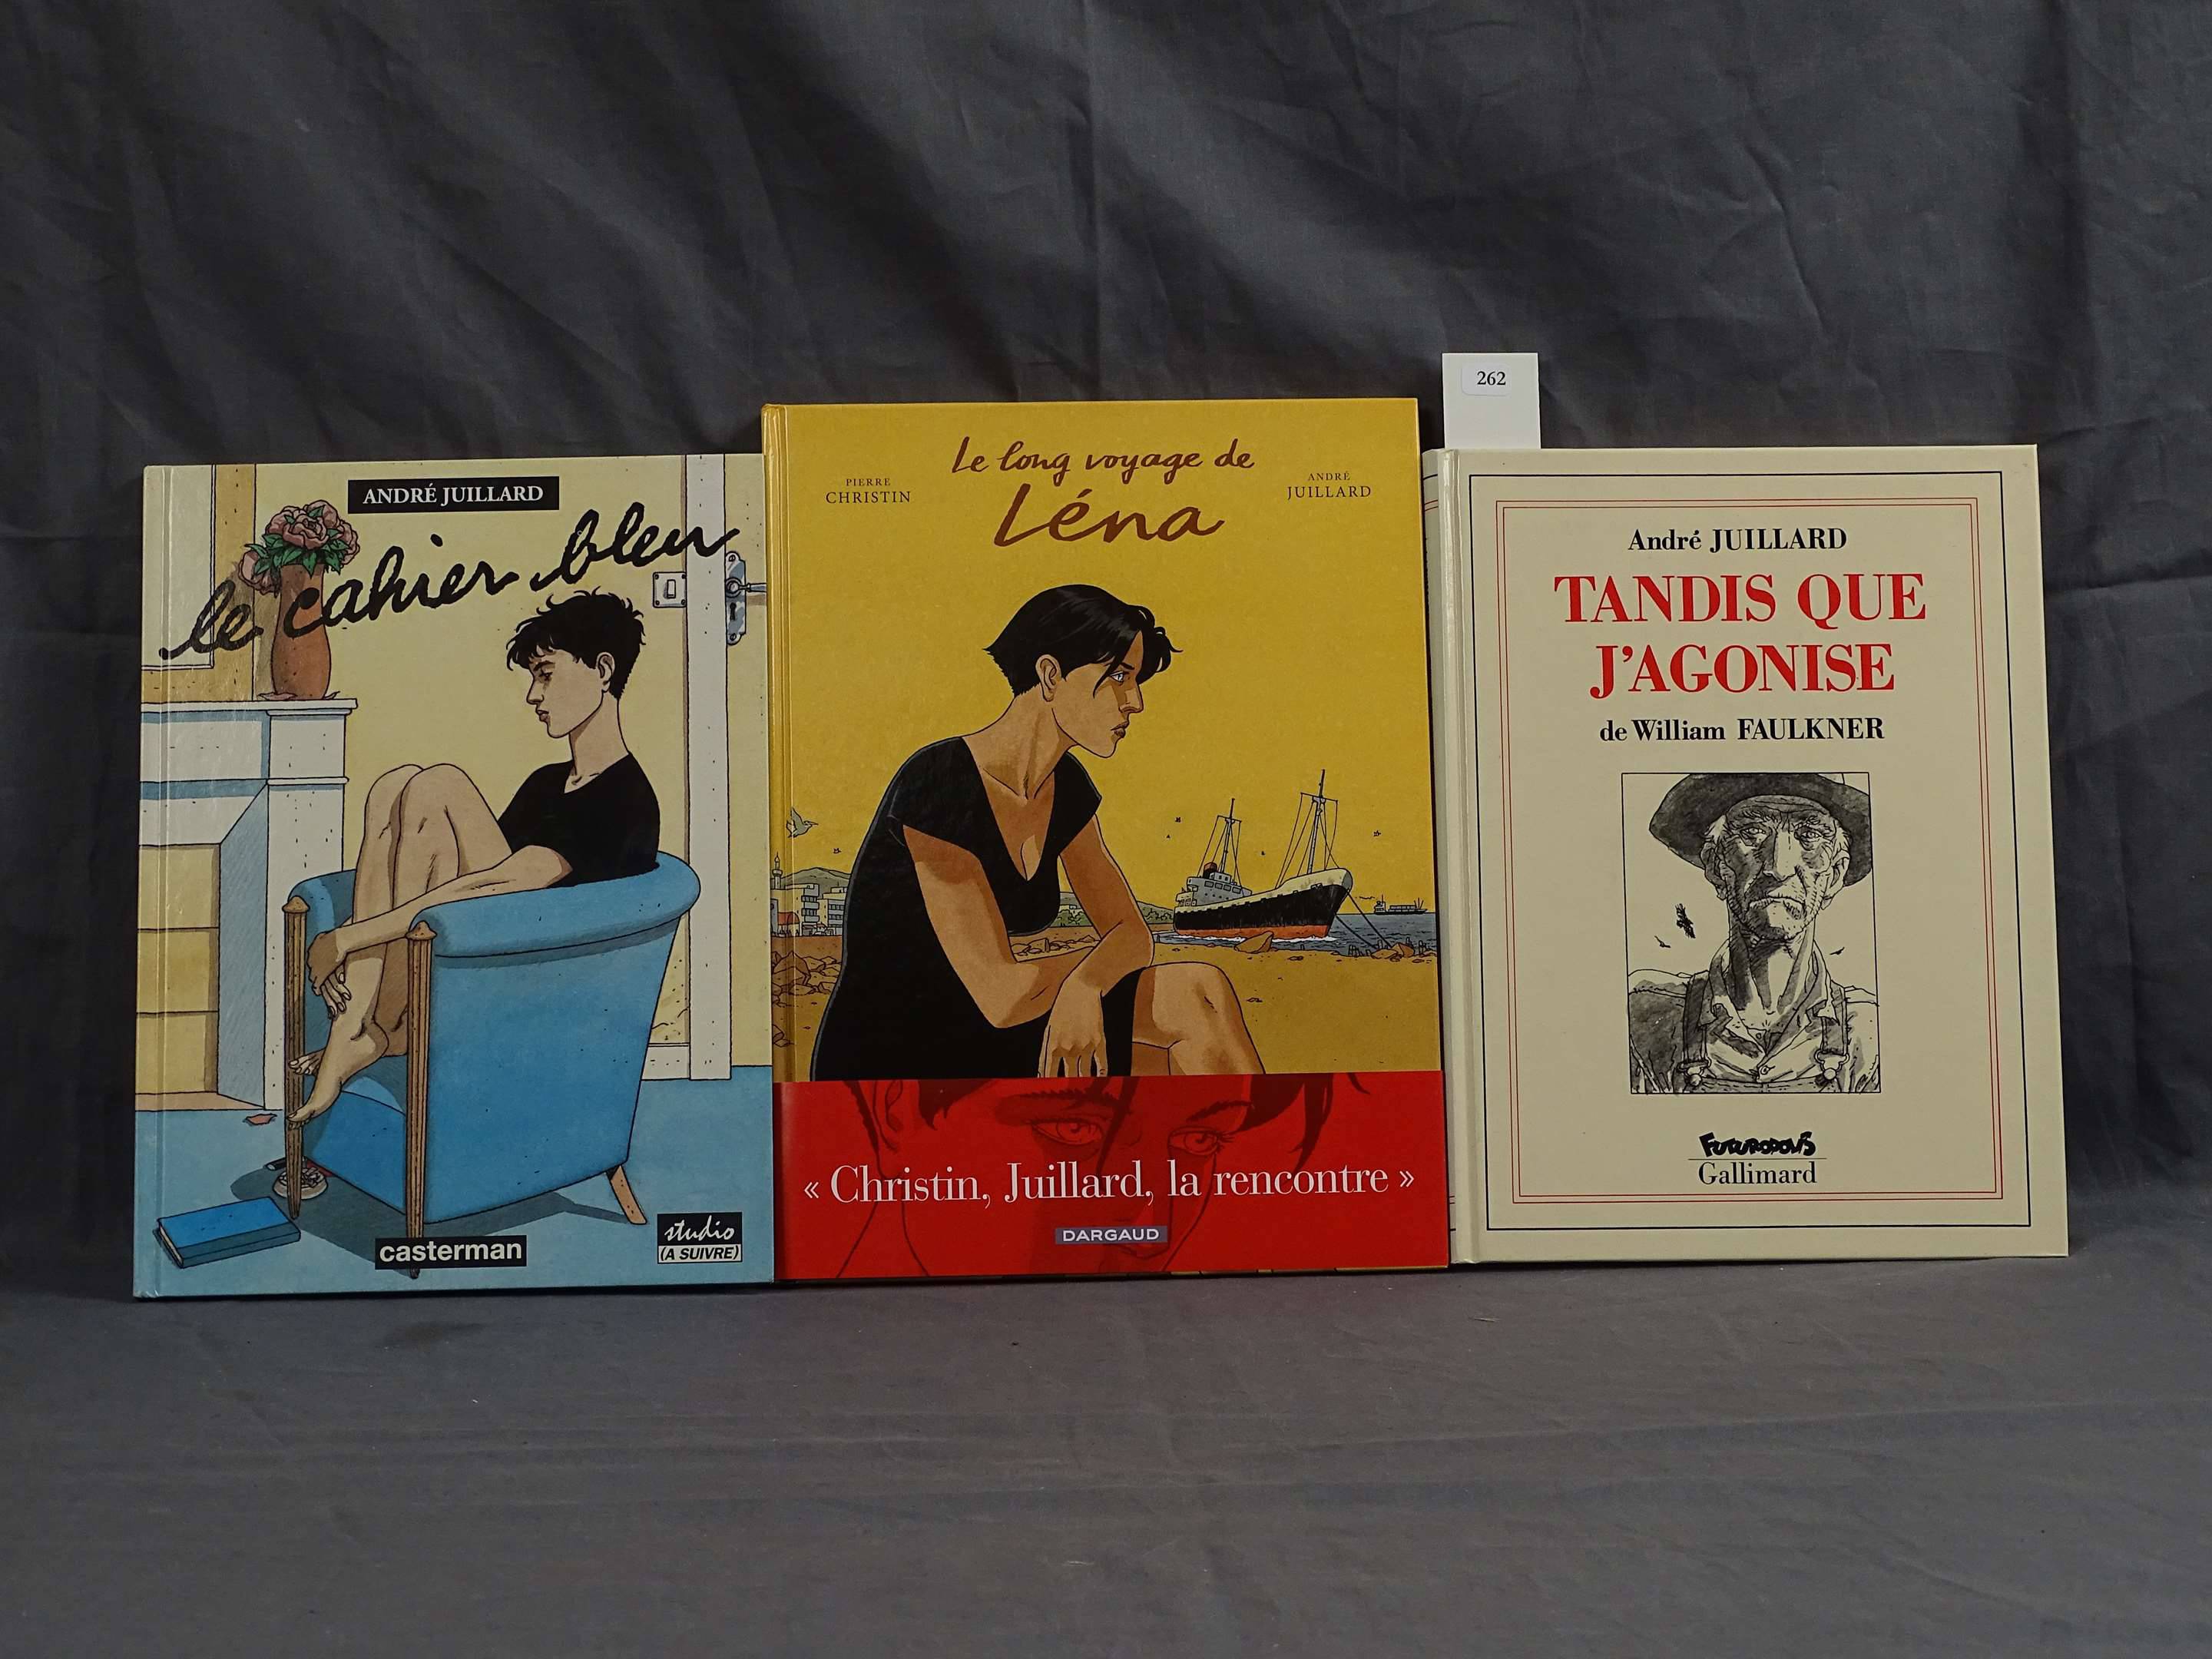 262
ANDRÉ JUILLARD
le cahier bleu
casterman
studio
(A SUIVRE)
Le long voyage de
Léna
PIERRE
CHRISTIN
ANDRÉ
JUILLARD
« Christin, Juillard, la rencontre »
DARGAUD
André JUILLARD
TANDIS QUE
J'AGONISE
de William FAULKNER
FUTUROPOLIS
Gallimard